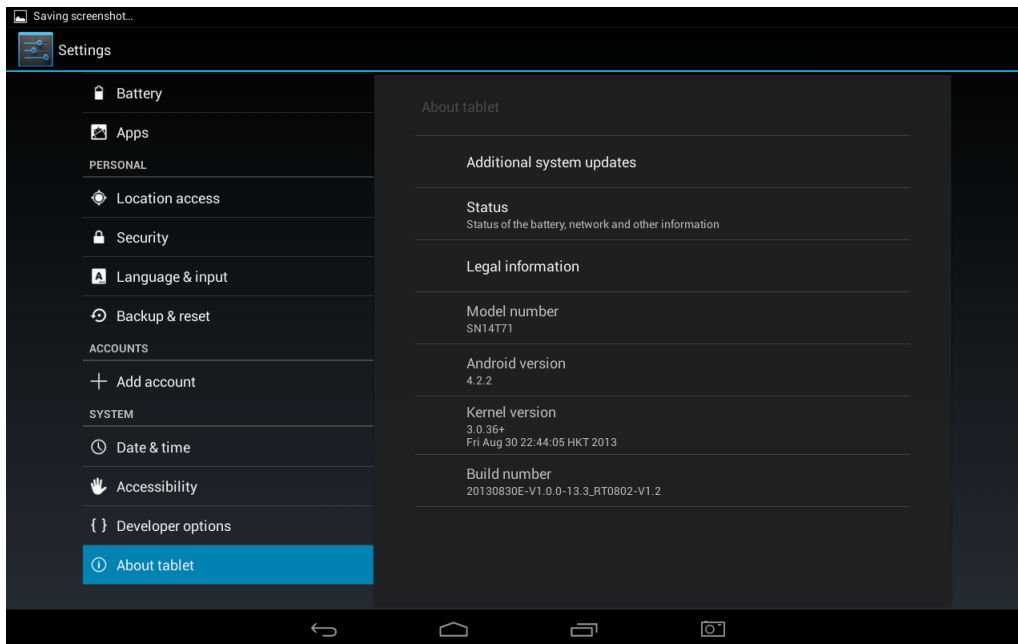 Saving screenshot...
Settings
Battery
Apps
PERSONAL
Location access
Security
Language & input
Backup & reset
ACCOUNTS
Add account
SYSTEM
Date & time
Accessibility
{ } Developer options
About tablet
About tablet
Additional system updates
Status
Status of the battery, network and other information
Legal information
Model number
SN14T71
Android version
4.2.2
Kernel version
3.0.36+
Fri Aug 30 22:44:05 HKT 2013
Build number
20130830E-V1.0.0-13.3_RT0802-V1.2